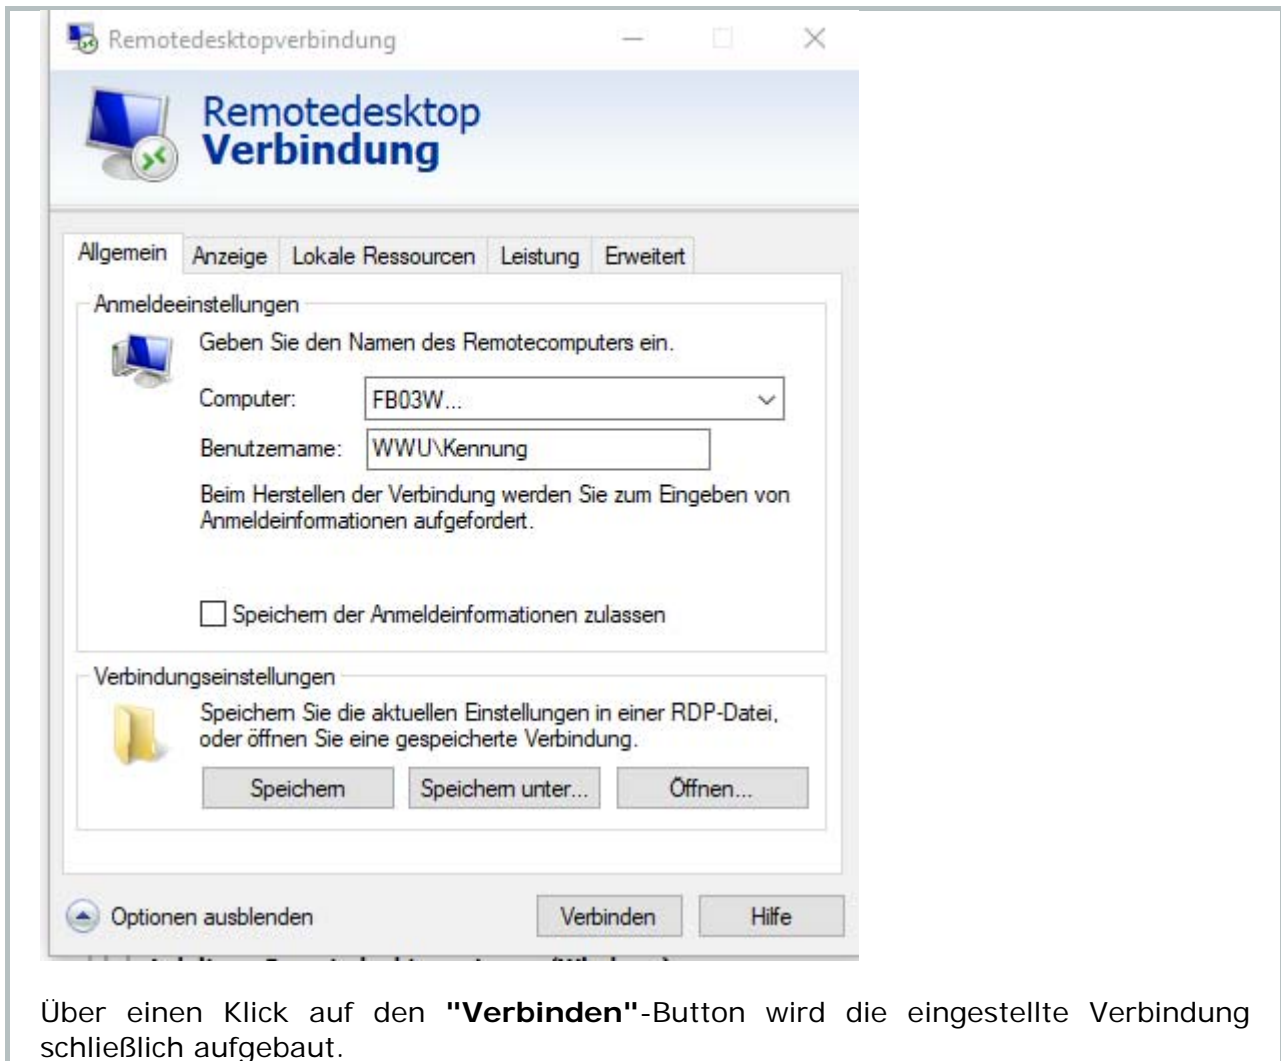 Remotedesktopverbindung
Remotedesktop
Verbindung
Allgemein Anzeige Lokale Ressourcen Leistung Erweitert
Anmeldeeinstellungen
Geben Sie den Namen des Remotecomputers ein.
Computer: FB03W...
Benutzername: WWU\Kennung
Beim Herstellen der Verbindung werden Sie zum Eingeben von
Anmeldeinformationen aufgefordert.
Speichern der Anmeldeinformationen zulassen
Verbindungseinstellungen
Speichern Sie die aktuellen Einstellungen in einer RDP-Datei,
oder öffnen Sie eine gespeicherte Verbindung.
Speichern Speichern unter... Öffnen...
Optionen ausblenden Verbinden Hilfe
Über einen Klick auf den "Verbinden"-Button wird die eingestellte Verbindung
schließlich aufgebaut.